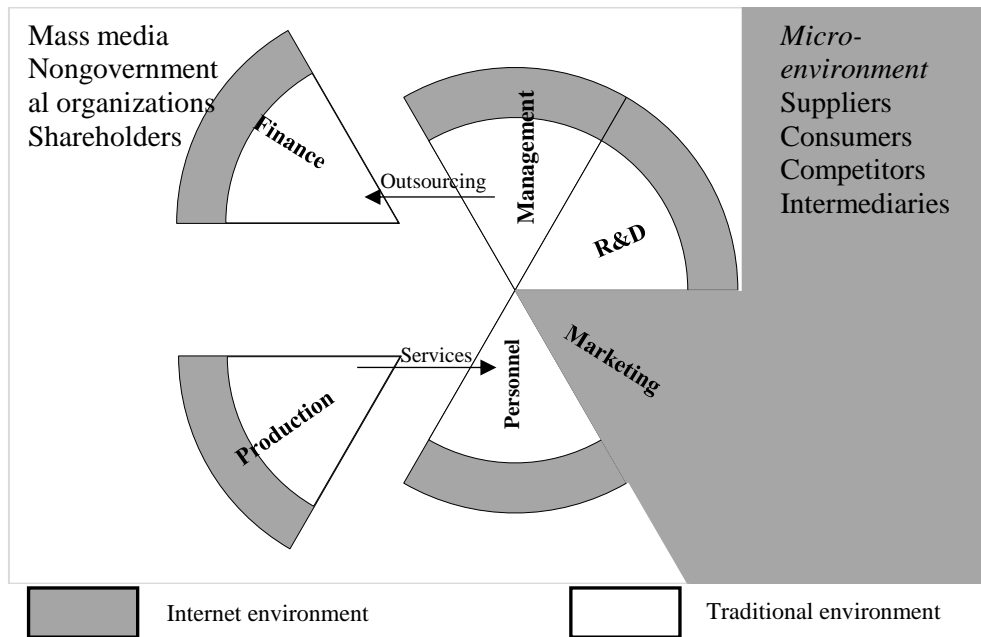 Mass media
Nongovernment
al organizations
Shareholders
Micro-
environment
Suppliers
Consumers
Competitors
Intermediaries
Finance
Outsourcing
Management
R&D
Marketing
Services
Personnel
Production
Internet environment
Traditional environment